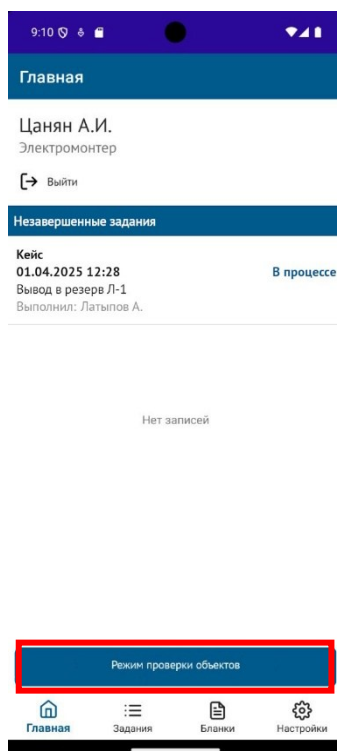 9:10
Главная
Цанян А.И.
Электромонтер
Выйти
Незавершенные задания
Кейс
01.04.2025 12:28
В процессе
Вывод в резерв Л-1
Выполнил: Латыпов А.
Нет записей
Режим проверки объектов
Главная Задания Бланки Настройки